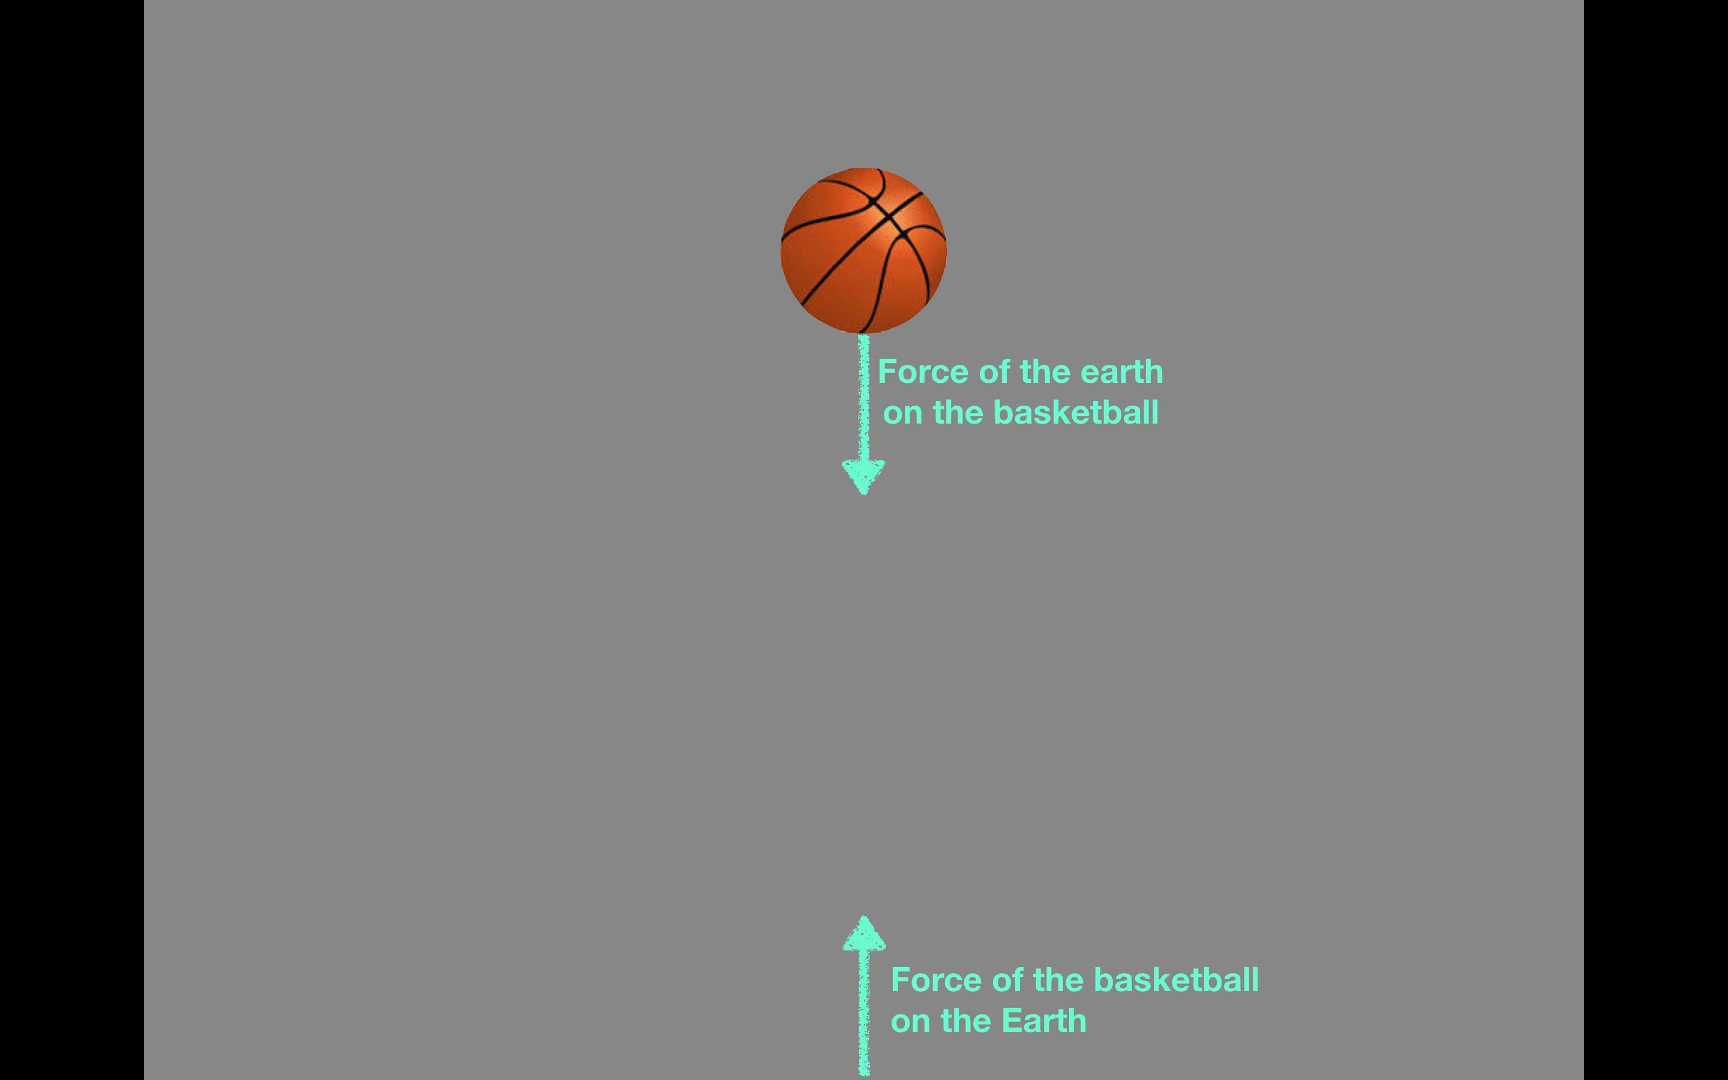 Force of the earth
on the basketball
Force of the basketball
on the Earth